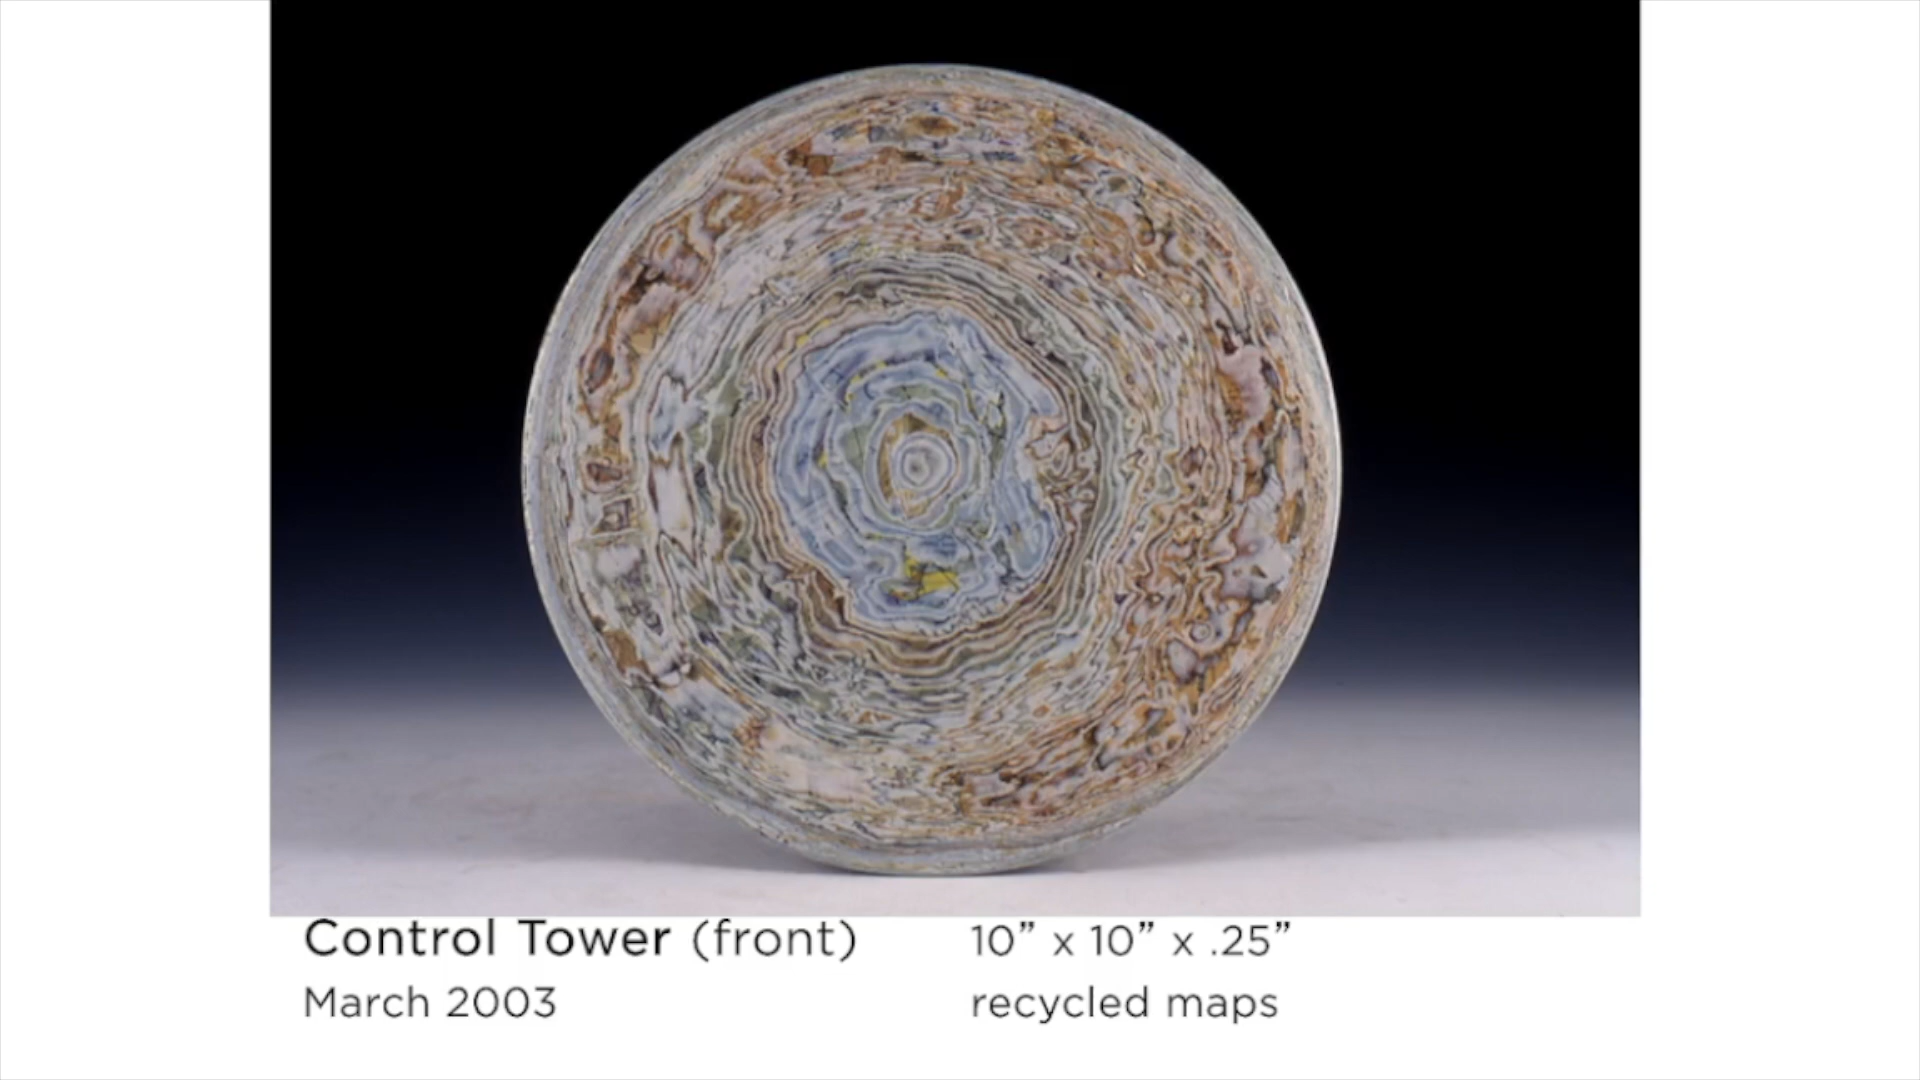 Control Tower (front)
March 2003
10” x 10” x .25”
recycled maps